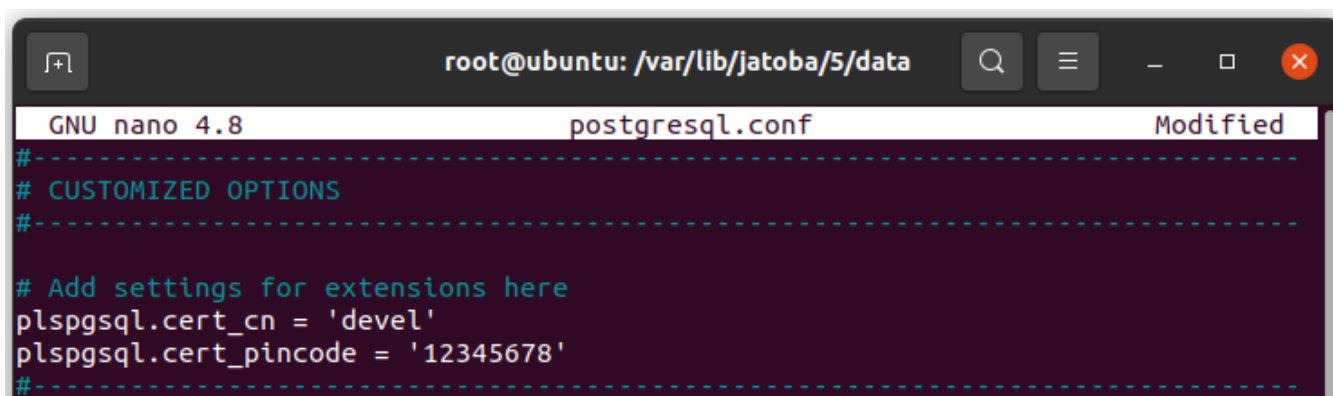 root@ubuntu: /var/lib/jatoba/5/data
GNU nano 4.8 postgresql.conf Modified
#------------------------------------------------------------------------------
# CUSTOMIZED OPTIONS
#------------------------------------------------------------------------------
# Add settings for extensions here
plspgsql.cert_cn = 'devel'
plspgsql.cert_pincode = '12345678'
#------------------------------------------------------------------------------